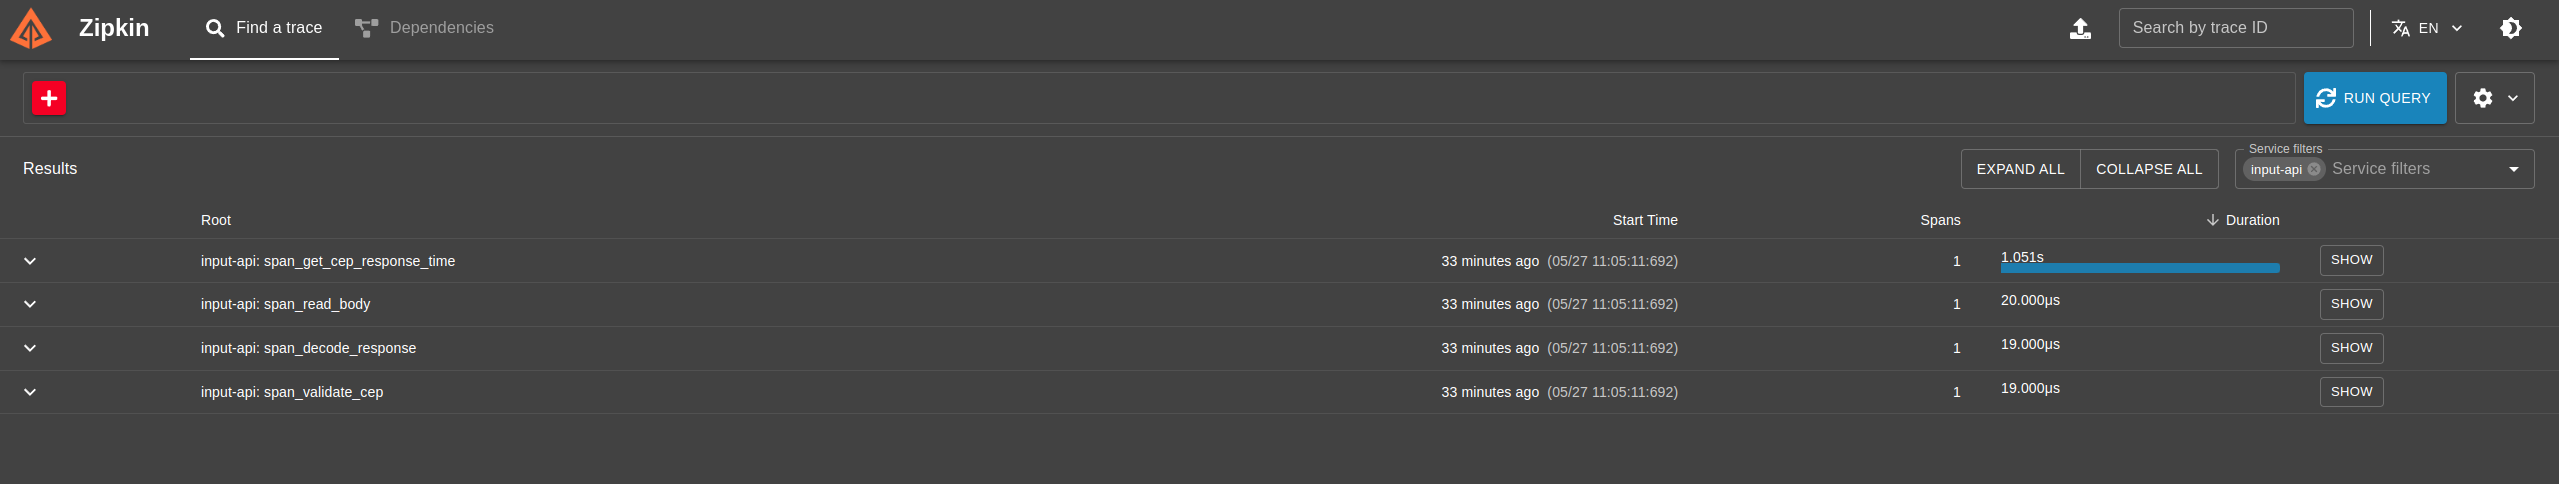 Zipkin Find a trace Dependencies Search by trace ID EN
RUN QUERY
Service filters
Results EXPAND ALL COLLAPSE ALL input-api Service filters
Root Start Time Spans Duration
input-api: span_get_cep_response_time 33 minutes ago (05/27 11:05:11:692) 1 1.051s SHOW
input-api: span_read_body 33 minutes ago (05/27 11:05:11:692) 1 20.000μs SHOW
input-api: span_decode_response 33 minutes ago (05/27 11:05:11:692) 1 19.000μs SHOW
input-api: span_validate_cep 33 minutes ago (05/27 11:05:11:692) 1 19.000μs SHOW